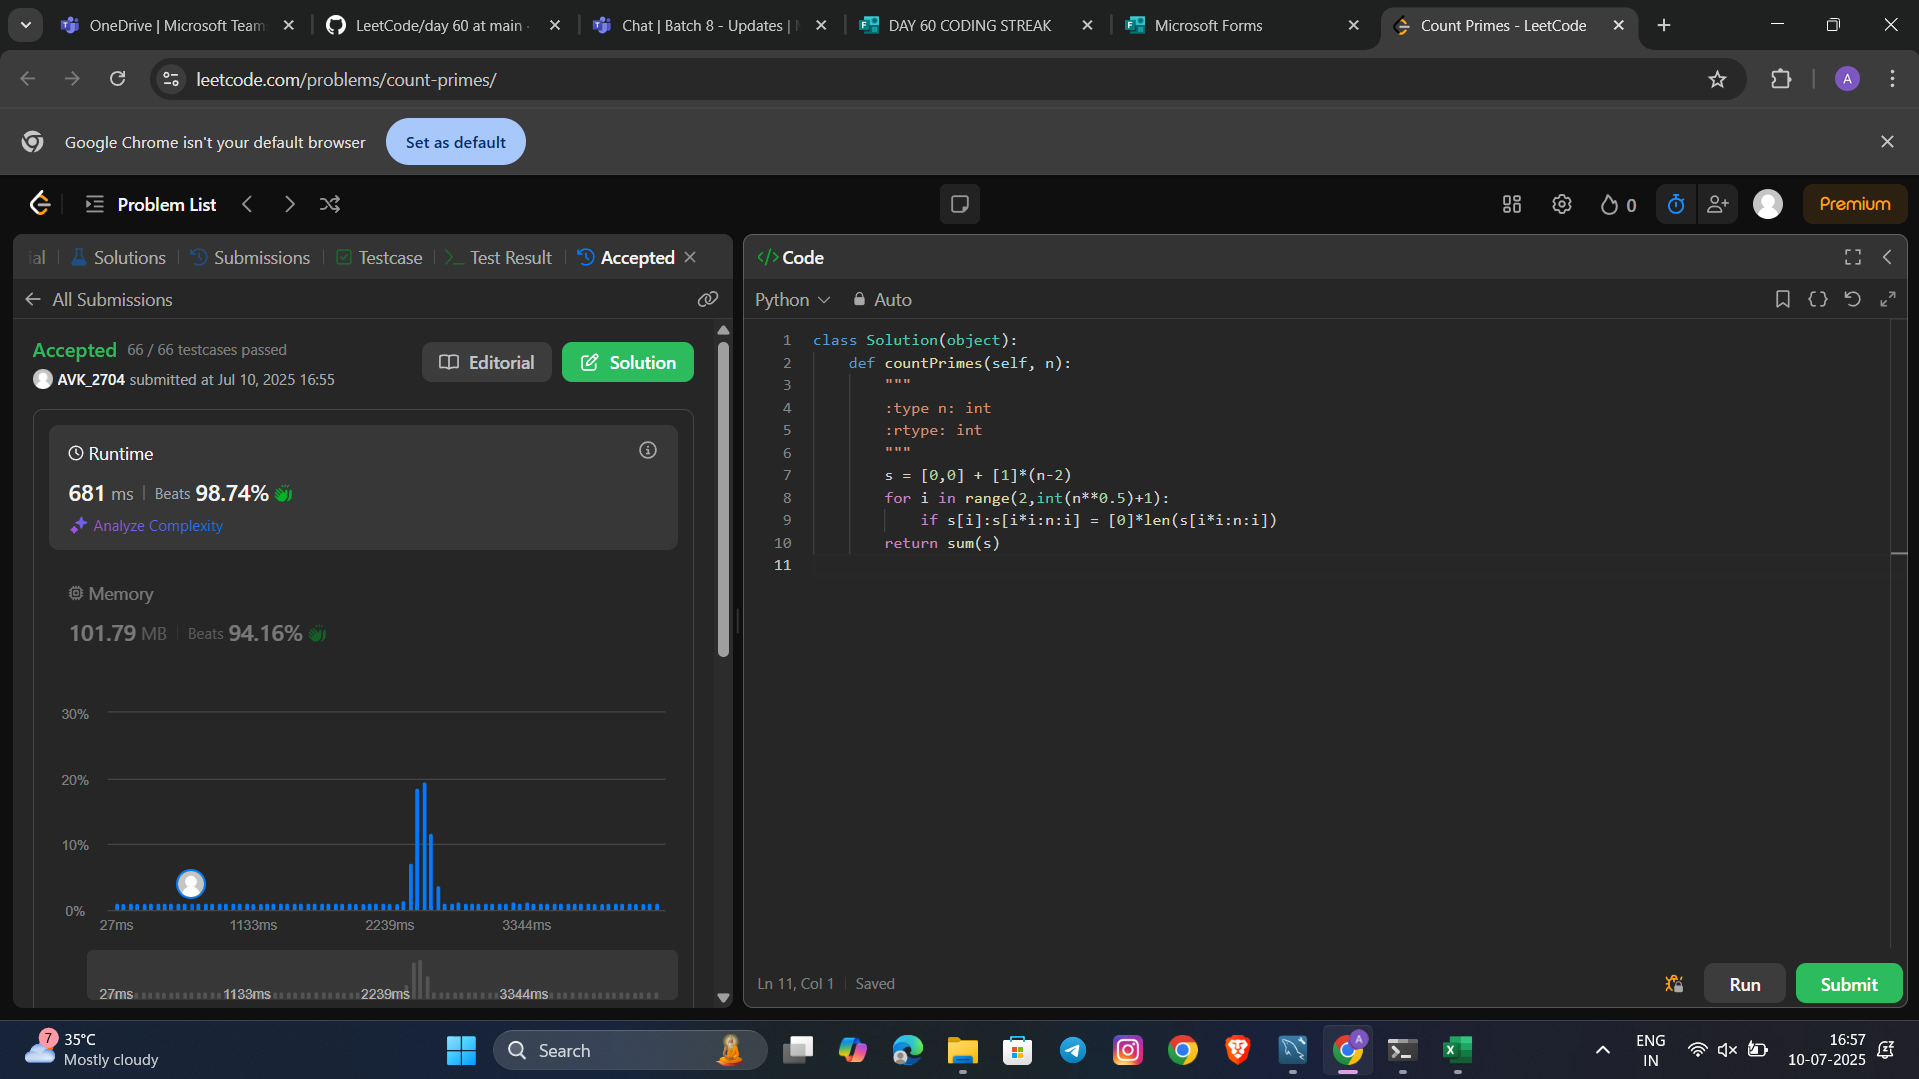 OneDrive | Microsoft Team
LeetCode/day 60 at main
Chat | Batch 8 - Updates |
DAY 60 CODING STREAK
Microsoft Forms
Count Primes - LeetCode
leetcode.com/problems/count-primes/
A
Google Chrome isn't your default browser
Set as default
Problem List
0
Premium
ial
Solutions
Submissions
Testcase
Test Result
Accepted
</> Code
All Submissions
Python
Auto
Accepted 66 / 66 testcases passed
AVK_2704 submitted at Jul 10, 2025 16:55
Editorial
Solution
Runtime
681 ms | Beats 98.74%
Analyze Complexity
Memory
101.79 MB | Beats 94.16%
30%
20%
10%
0%
27ms 1133ms 2239ms 3344ms
27ms 1133ms 2239ms 3344ms
1 class Solution(object):
2 def countPrimes(self, n):
3 """
4 :type n: int
5 :rtype: int
6 """
7 s = [0,0] + [1]*(n-2)
8 for i in range(2,int(n**0.5)+1):
9 if s[i]:s[i*i:n:i] = [0]*len(s[i*i:n:i])
10 return sum(s)
11
Ln 11, Col 1 | Saved
Run
Submit
7
35°C
Mostly cloudy
Search
A
ENG
IN
16:57
10-07-2025